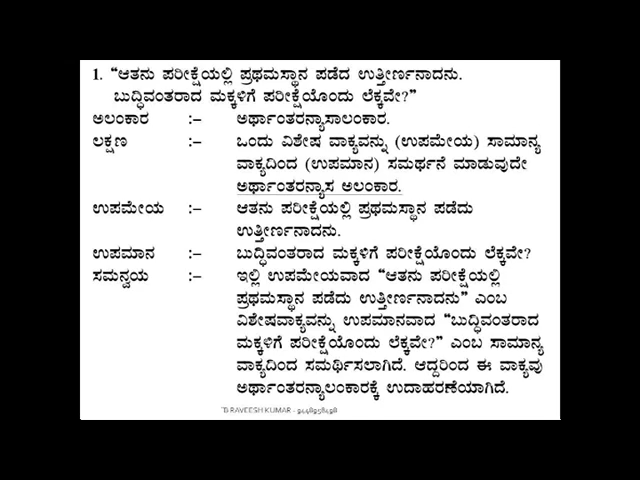 1. “ಆತನು ಪರೀಕ್ಷೆಯಲ್ಲಿ ಪ್ರಥಮಸ್ಥಾನ ಪಡೆದ ಉತ್ತೀರ್ಣನಾದನು.
ಬುದ್ಧಿವಂತರಾದ ಮಕ್ಕಳಿಗೆ ಪರೀಕ್ಷೆಯೊಂದು ಲೆಕ್ಕವೇ?”
ಅಲಂಕಾರ :– ಅರ್ಥಾಂತರನ್ಯಾಸಾಲಂಕಾರ.
ಲಕ್ಷಣ :– ಒಂದು ವಿಶೇಷ ವಾಕ್ಯವನ್ನು (ಉಪಮೇಯ) ಸಾಮಾನ್ಯ
ವಾಕ್ಯದಿಂದ (ಉಪಮಾನ) ಸಮರ್ಥನೆ ಮಾಡುವುದೇ
ಅರ್ಥಾಂತರನ್ಯಾಸ ಅಲಂಕಾರ.
ಉಪಮೇಯ :– ಆತನು ಪರೀಕ್ಷೆಯಲ್ಲಿ ಪ್ರಥಮಸ್ಥಾನ ಪಡೆದು
ಉತ್ತೀರ್ಣನಾದನು.
ಉಪಮಾನ :– ಬುದ್ಧಿವಂತರಾದ ಮಕ್ಕಳಿಗೆ ಪರೀಕ್ಷೆಯೊಂದು ಲೆಕ್ಕವೇ?
ಸಮನ್ವಯ :– ಇಲ್ಲಿ ಉಪಮೇಯವಾದ “ಆತನು ಪರೀಕ್ಷೆಯಲ್ಲಿ
ಪ್ರಥಮಸ್ಥಾನ ಪಡೆದು ಉತ್ತೀರ್ಣನಾದನು” ಎಂಬ
ವಿಶೇಷವಾಕ್ಯವನ್ನು ಉಪಮಾನವಾದ “ಬುದ್ಧಿವಂತರಾದ
ಮಕ್ಕಳಿಗೆ ಪರೀಕ್ಷೆಯೊಂದು ಲೆಕ್ಕವೇ?” ಎಂಬ ಸಾಮಾನ್ಯ
ವಾಕ್ಯದಿಂದ ಸಮರ್ಥಿಸಲಾಗಿದೆ. ಆದ್ದರಿಂದ ಈ ವಾಕ್ಯವು
ಅರ್ಥಾಂತರನ್ಯಾಲಂಕಾರಕ್ಕೆ ಉದಾಹರಣೆಯಾಗಿದೆ.
RAVEESH KUMAR -